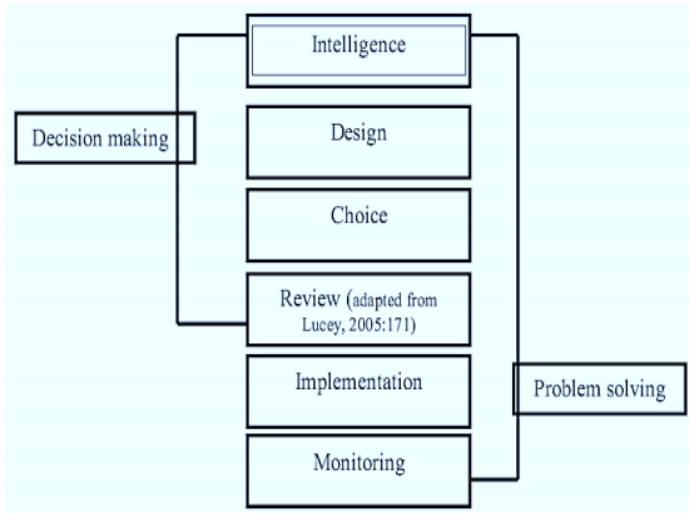 Intelligence
Decision making
Design
Choice
Review (adapted from
Lucey, 2005:171)
Implementation
Problem solving
Monitoring